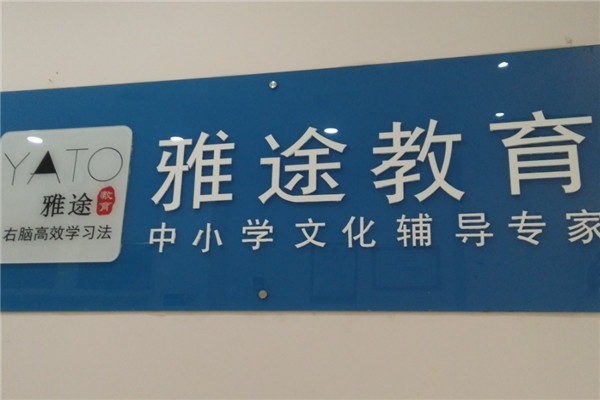 YATO
雅途
教育
右脑高效学习法
雅途教育
中小学文化辅导专家